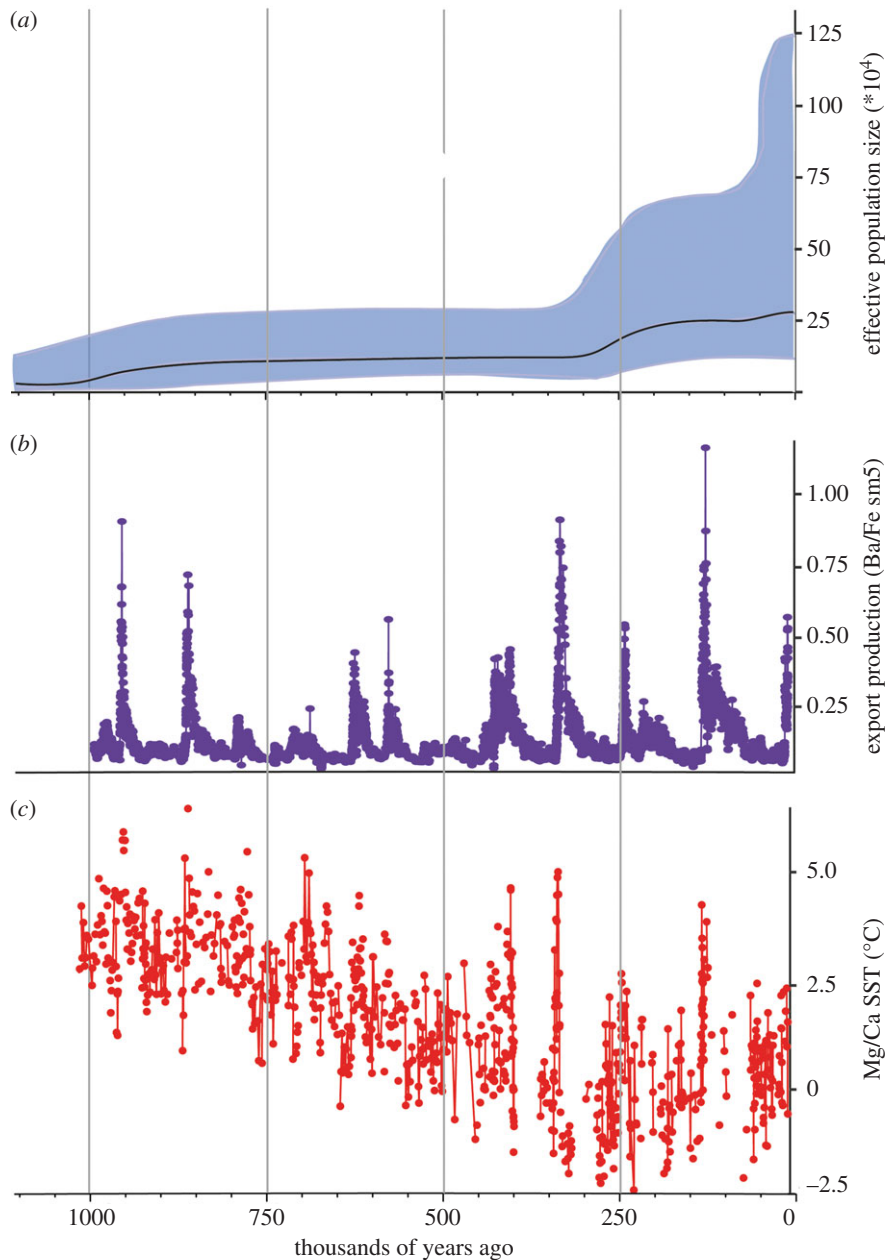 (a)
125
100
75
50
25
effective population size (*10⁴)
(b)
1.00
0.75
0.50
0.25
export production (Ba/Fe sm5)
(c)
5.0
2.5
0
–2.5
Mg/Ca SST (°C)
1000 750 500 250 0
thousands of years ago